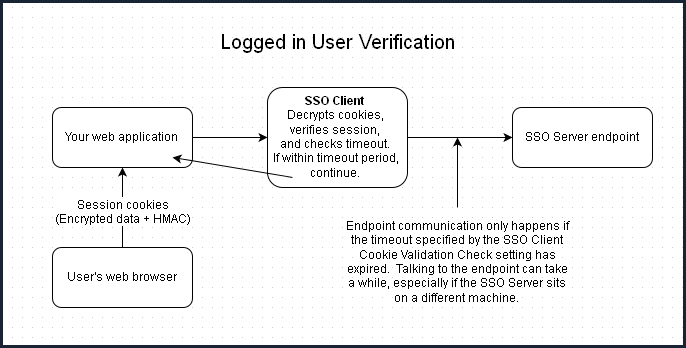 Logged in User Verification
SSO Client
Decrypts cookies,
verifies session,
and checks timeout.
If within timeout period,
continue.
Your web application
SSO Server endpoint
Session cookies
(Encrypted data + HMAC)
User's web browser
Endpoint communication only happens if
the timeout specified by the SSO Client
Cookie Validation Check setting has
expired.  Talking to the endpoint can take
a while, especially if the SSO Server sits
on a different machine.